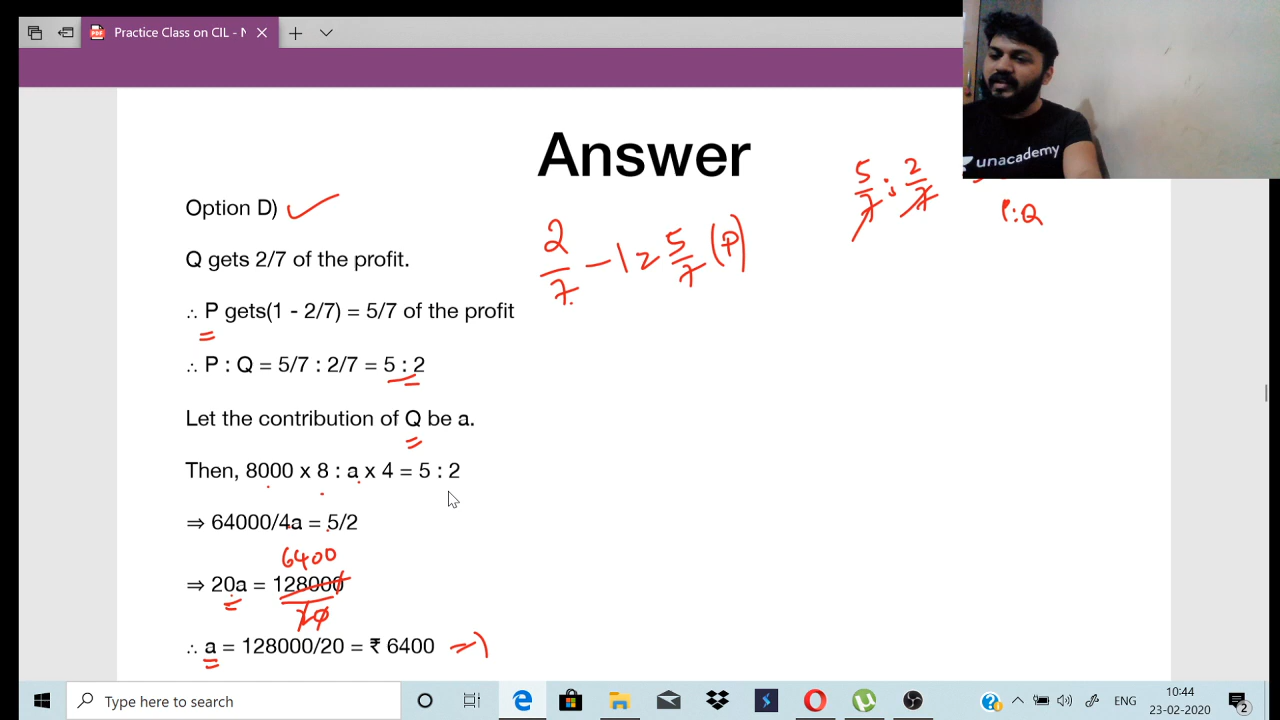 Practice Class on CIL - N
Answer
unacademy
5/7 : 2/7
P:Q
Option D)
2/7 - 1 = 5/7 (P)
Q gets 2/7 of the profit.
∴ P gets(1 - 2/7) = 5/7 of the profit
∴ P : Q = 5/7 : 2/7 = 5 : 2
Let the contribution of Q be a.
Then, 8000 x 8 : a x 4 = 5 : 2
⇒ 64000/4a = 5/2
6400
⇒ 20a = 128000
20
∴ a = 128000/20 = ₹ 6400
Type here to search
ENG
10:44
23-02-2020
2